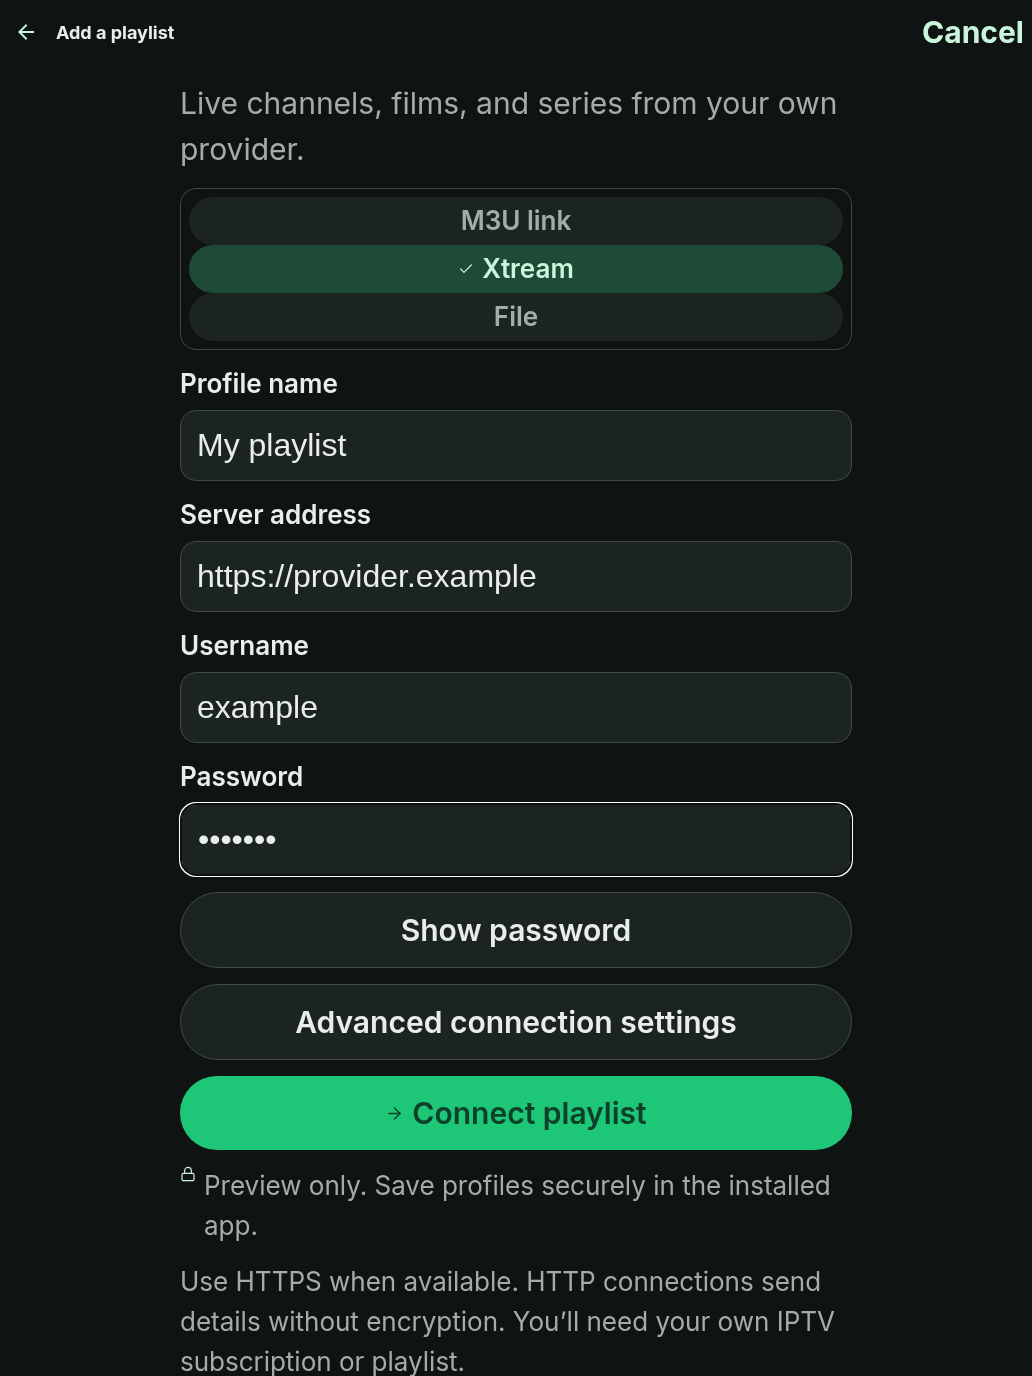 Add a playlist
Cancel
Live channels, films, and series from your own
provider.
M3U link
Xtream
File
Profile name
My playlist
Server address
https://provider.example
Username
example
Password
•••••••
Show password
Advanced connection settings
Connect playlist
Preview only. Save profiles securely in the installed
app.
Use HTTPS when available. HTTP connections send
details without encryption. You’ll need your own IPTV
subscription or playlist.